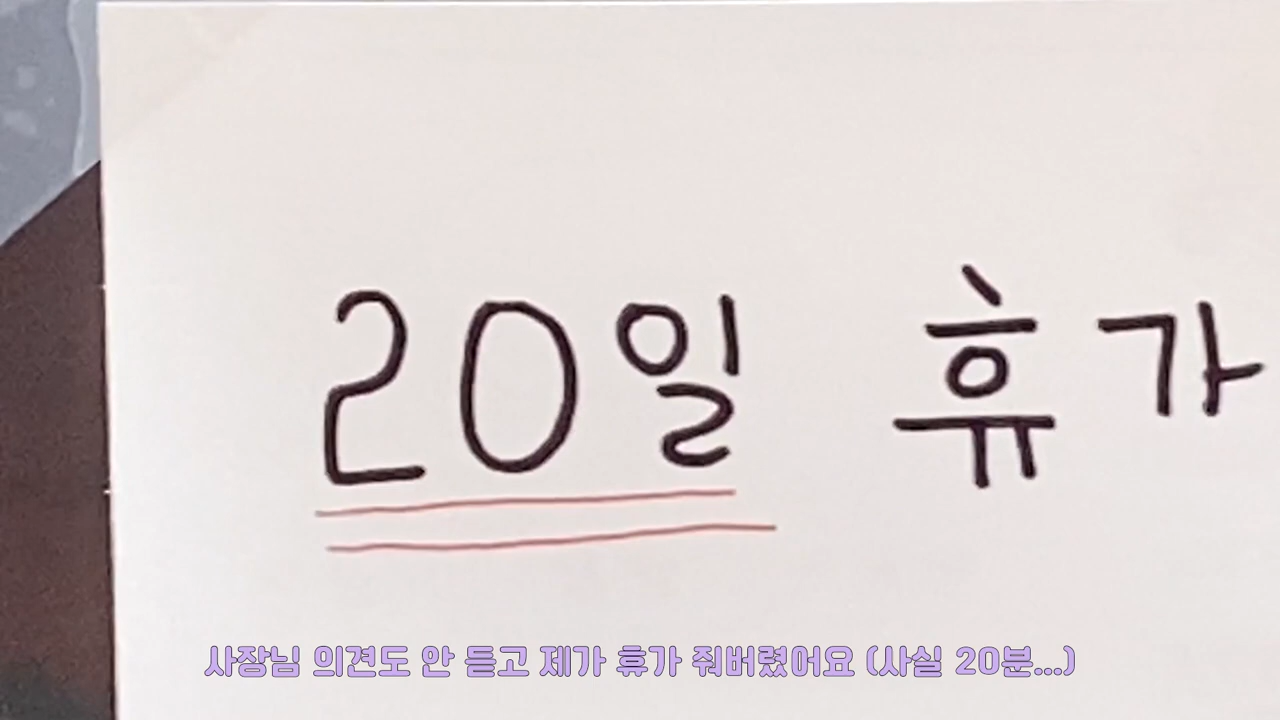 20일 휴가
사장님 의견도 안 듣고 제가 휴가 줘버렸어요 (사실 20분...)